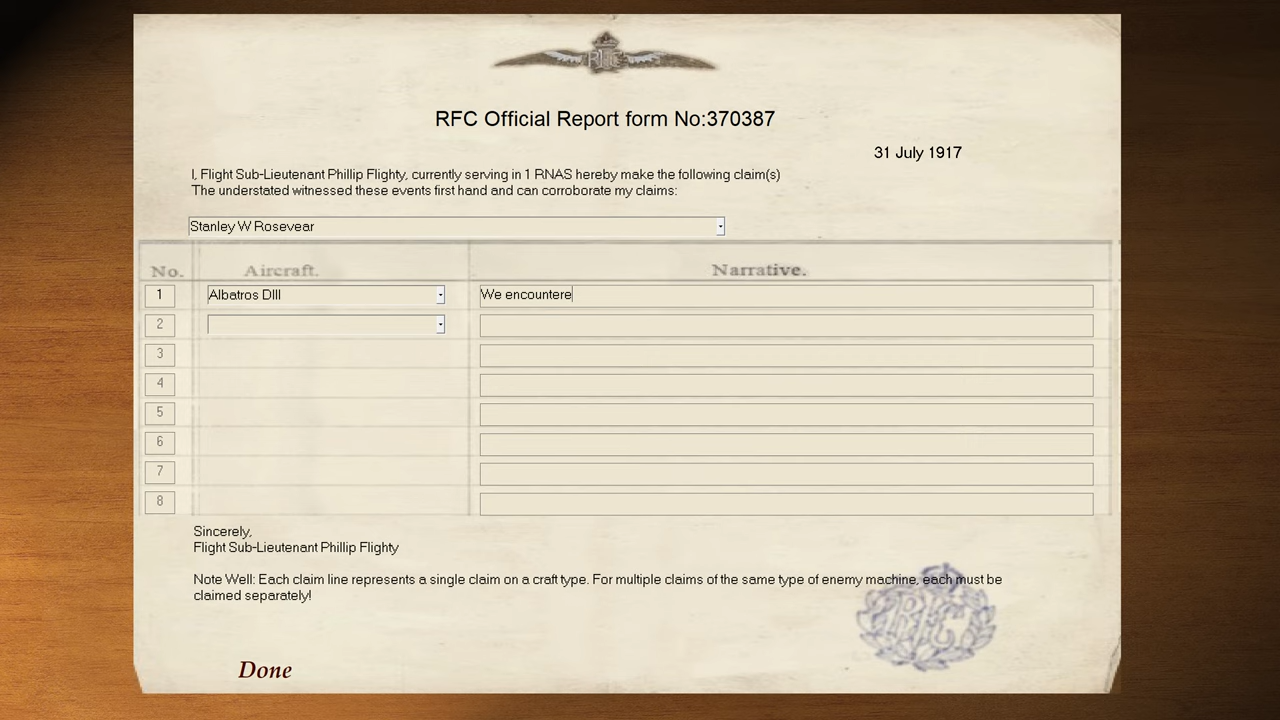 RFC
RFC Official Report form No:370387
31 July 1917
I, Flight Sub-Lieutenant Phillip Flighty, currently serving in 1 RNAS hereby make the following claim(s)
The understated witnessed these events first hand and can corroborate my claims:
Stanley W Rosevear
No. Aircraft. Narrative.
1 Albatros DIII We encountere
2
3
4
5
6
7
8
Sincerely,
Flight Sub-Lieutenant Phillip Flighty
Note Well: Each claim line represents a single claim on a craft type. For multiple claims of the same type of enemy machine, each must be
claimed separately!
RFC
Done